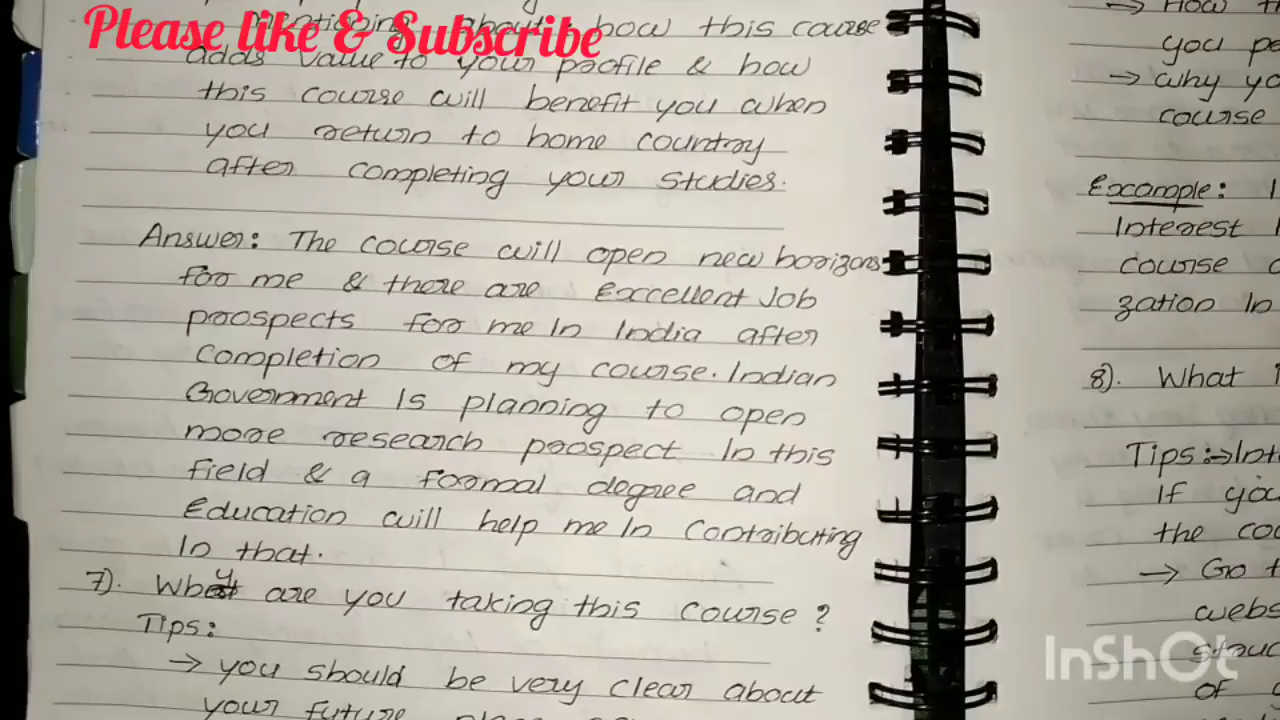 Please like & Subscribe
how this course
adds value to your profile & how
this course will benefit you when
you return to home country
after completing your studies.
Answer: The course will open new horizons
for me & there are Excellent Job
prospects for me In India after
Completion of my course. Indian
Government Is planning to open
more research prospect In this
field & a formal degree and
Education will help me In Contributing
In that.
7). Why are you taking this course ?
Tips:
→ you should be very clear about
your future
→ How
you
→ why
course
Example: I
Interest
course
zation In
8). What
Tips:→
If you
the
→ Go
of
InShOt